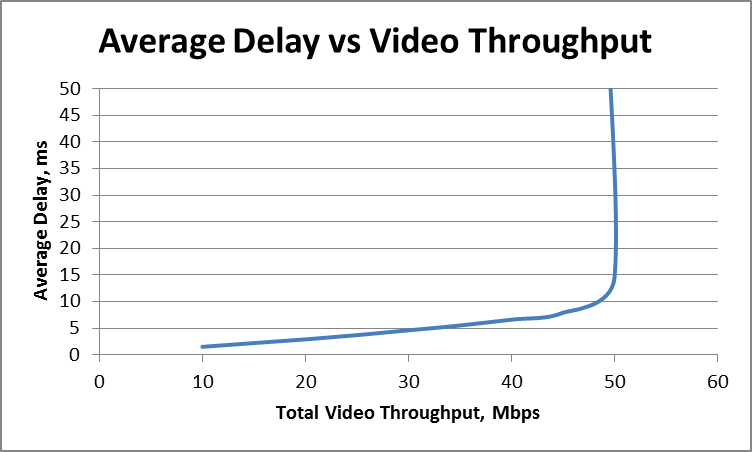 Average Delay vs Video Throughput
Average Delay, ms
50
45
40
35
30
25
20
15
10
5
0
0 10 20 30 40 50 60
Total Video Throughput, Mbps